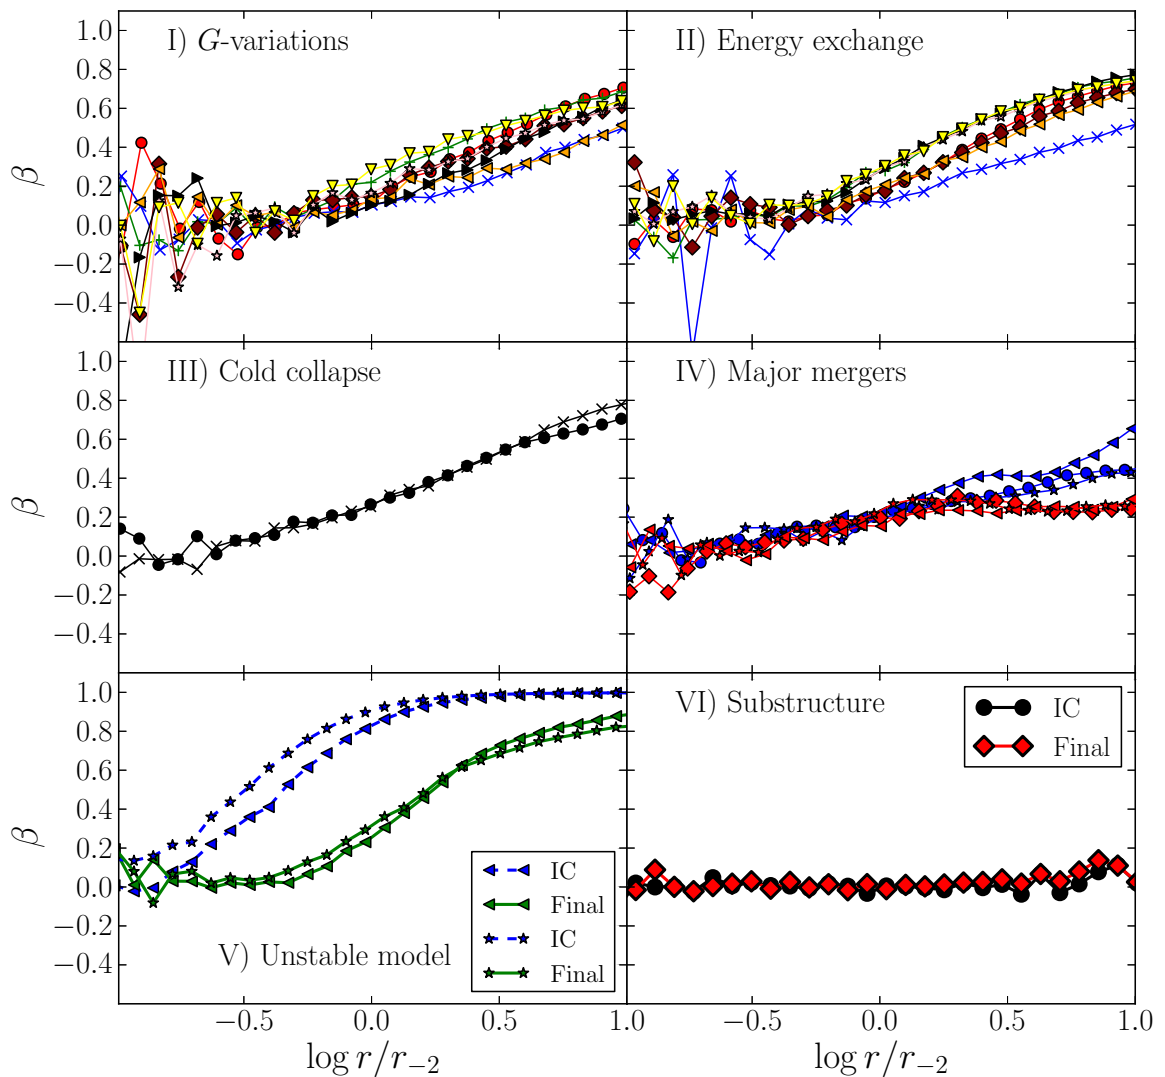 I) G-variations
II) Energy exchange
1.0
0.8
0.6
0.4
0.2
0.0
−0.2
−0.4
β
III) Cold collapse
IV) Major mergers
0.8
0.6
0.4
0.2
0.0
−0.2
−0.4
β
1.0
0.8
0.6
0.4
0.2
0.0
−0.2
−0.4
β
IC
Final
IC
Final
V) Unstable model
VI) Substructure
IC
Final
−0.5 0.0 0.5 1.0
−0.5 0.0 0.5 1.0
log r/r₋₂
log r/r₋₂